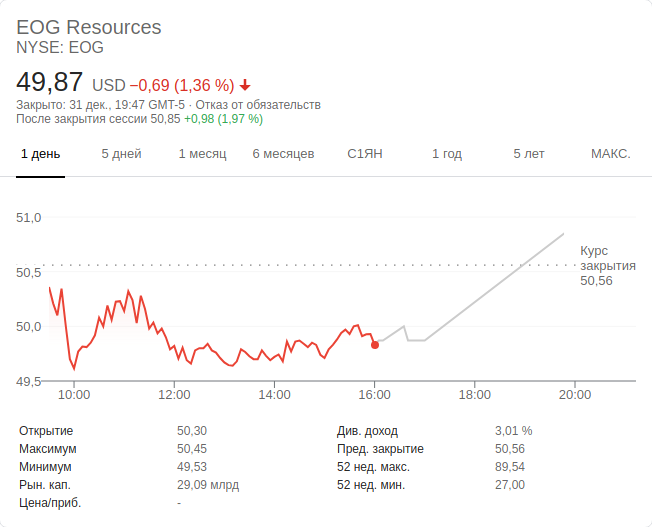 EOG Resources
NYSE: EOG
49,87 USD −0,69 (1,36 %)
Закрыто: 31 дек., 19:47 GMT-5 · Отказ от обязательств
После закрытия сессии 50,85 +0,98 (1,97 %)
1 день 5 дней 1 месяц 6 месяцев С1ЯН 1 год 5 лет МАКС.
51,0
Курс
закрытия
50,56
50,5
50,0
49,5
10:00 12:00 14:00 16:00 18:00 20:00
Открытие 50,30 Див. доход 3,01 %
Максимум 50,45 Пред. закрытие 50,56
Минимум 49,53 52 нед. макс. 89,54
Рын. кап. 29,09 млрд 52 нед. мин. 27,00
Цена/приб. -